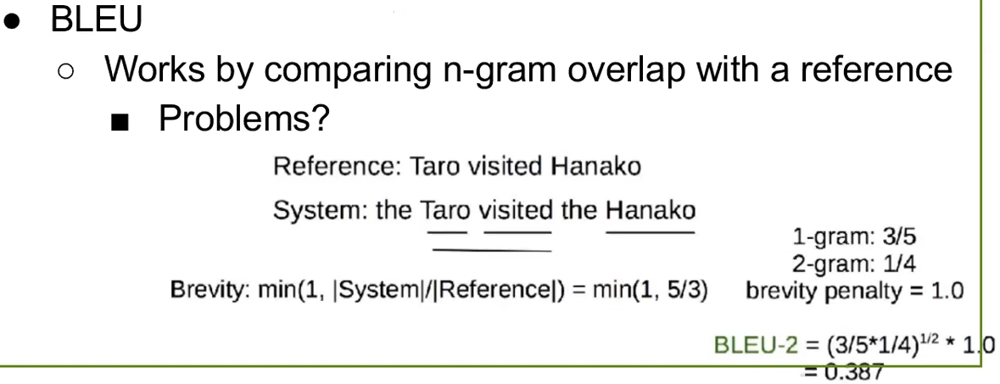 ● BLEU
○ Works by comparing n-gram overlap with a reference
■ Problems?
Reference: Taro visited Hanako
System: the Taro visited the Hanako
1-gram: 3/5
2-gram: 1/4
Brevity: min(1, |System|/|Reference|) = min(1, 5/3)
brevity penalty = 1.0
BLEU-2 = (3/5*1/4)^1/2 * 1.0
= 0.387